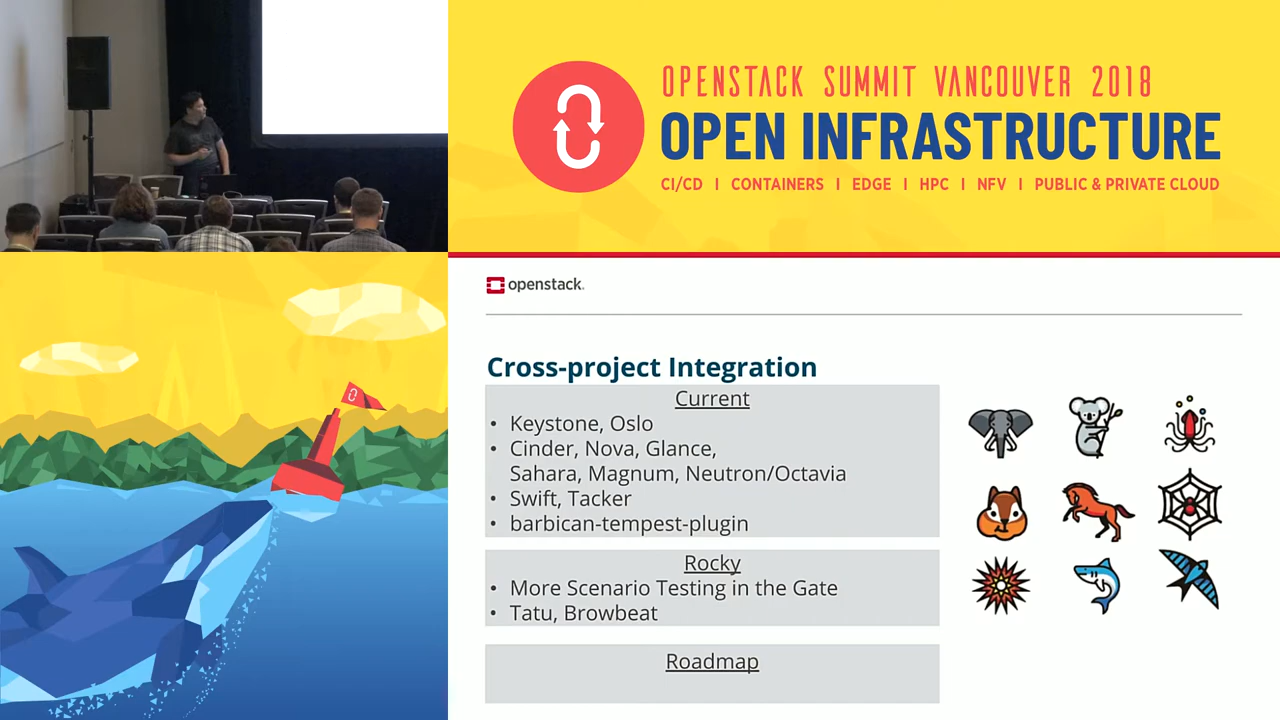 OPENSTACK SUMMIT VANCOUVER 2018
OPEN INFRASTRUCTURE
CI/CD | CONTAINERS | EDGE | HPC | NFV | PUBLIC & PRIVATE CLOUD
openstack.
Cross-project Integration
Current
• Keystone, Oslo
• Cinder, Nova, Glance,
Sahara, Magnum, Neutron/Octavia
• Swift, Tacker
• barbican-tempest-plugin
Rocky
• More Scenario Testing in the Gate
• Tatu, Browbeat
Roadmap